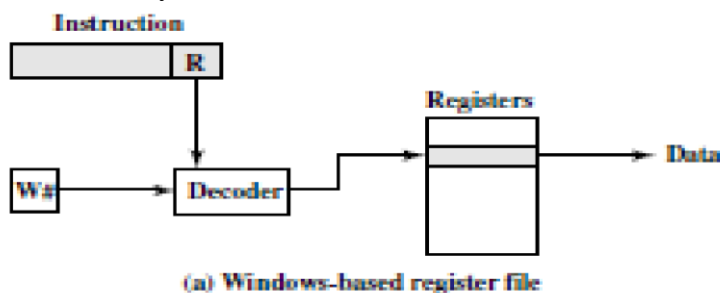 Instruction
R
Registers
Data
W#
Decoder
(a) Windows-based register file